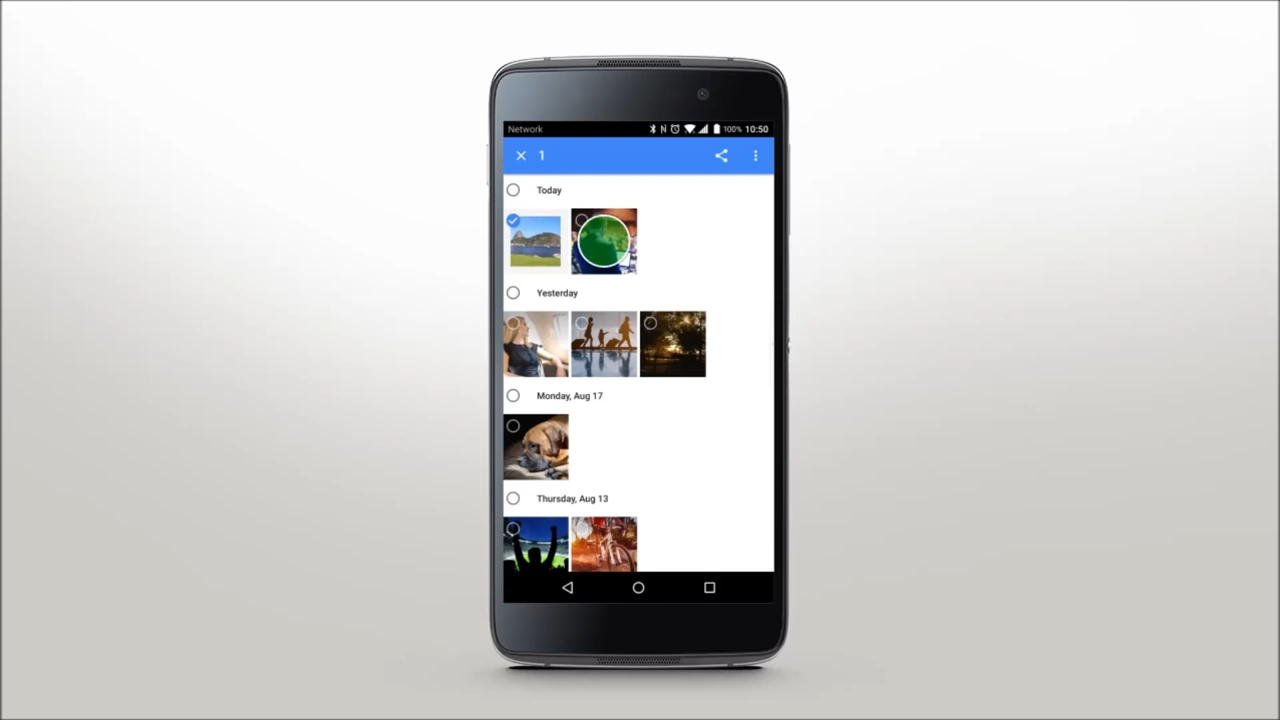 Network 100% 10:50
1
Today
Yesterday
Monday, Aug 17
Thursday, Aug 13